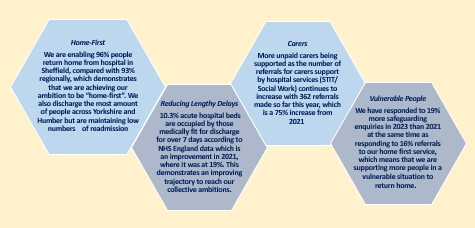 Home-First
We are enabling 96% people
return home from hospital in
Sheffield, compared with 93%
regionally, which demonstrates
that we are achieving our
ambition to be "home-first". We
also discharge the most amount
of people across Yorkshire and
Humber but are maintaining low
numbers of readmission
Reducing Lengthy Delays
10.3% acute hospital beds
are occupied by those
medically fit for discharge
for over 7 days according to
NHS England data which is
an improvement in 2021,
where it was at 19%. This
demonstrates an improving
trajectory to reach our
collective ambitions.
Carers
More unpaid carers being
supported as the number of
referrals for carers support
by hospital services (STIT/
Social Work) continues to
increase with 362 referrals
made so far this year, which
is a 75% increase from
2021
Vulnerable People
We have responded to 19%
more safeguarding
enquiries in 2023 than 2021
at the same time as
responding to 16% referrals
to our home first service,
which means that we are
supporting more people in a
vulnerable situation to
return home.